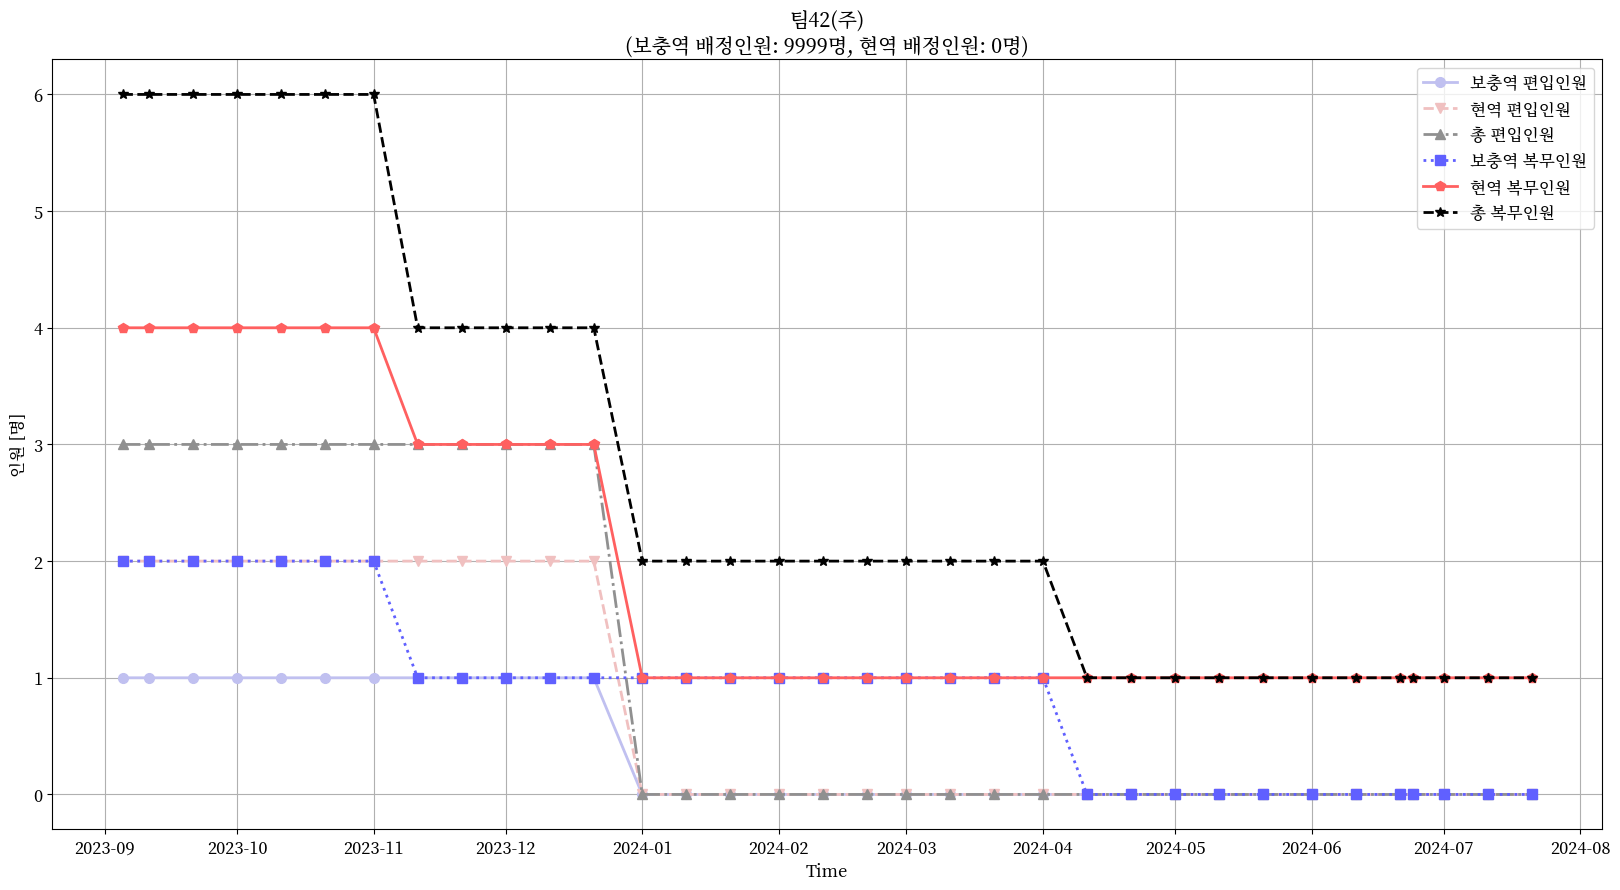 팀42(주)
(보충역 배정인원: 9999명, 현역 배정인원: 0명)
보충역 편입인원
현역 편입인원
총 편입인원
보충역 복무인원
현역 복무인원
총 복무인원
인원 [명]
6
5
4
3
2
1
0
2023-09 2023-10 2023-11 2023-12 2024-01 2024-02 2024-03 2024-04 2024-05 2024-06 2024-07 2024-08
Time